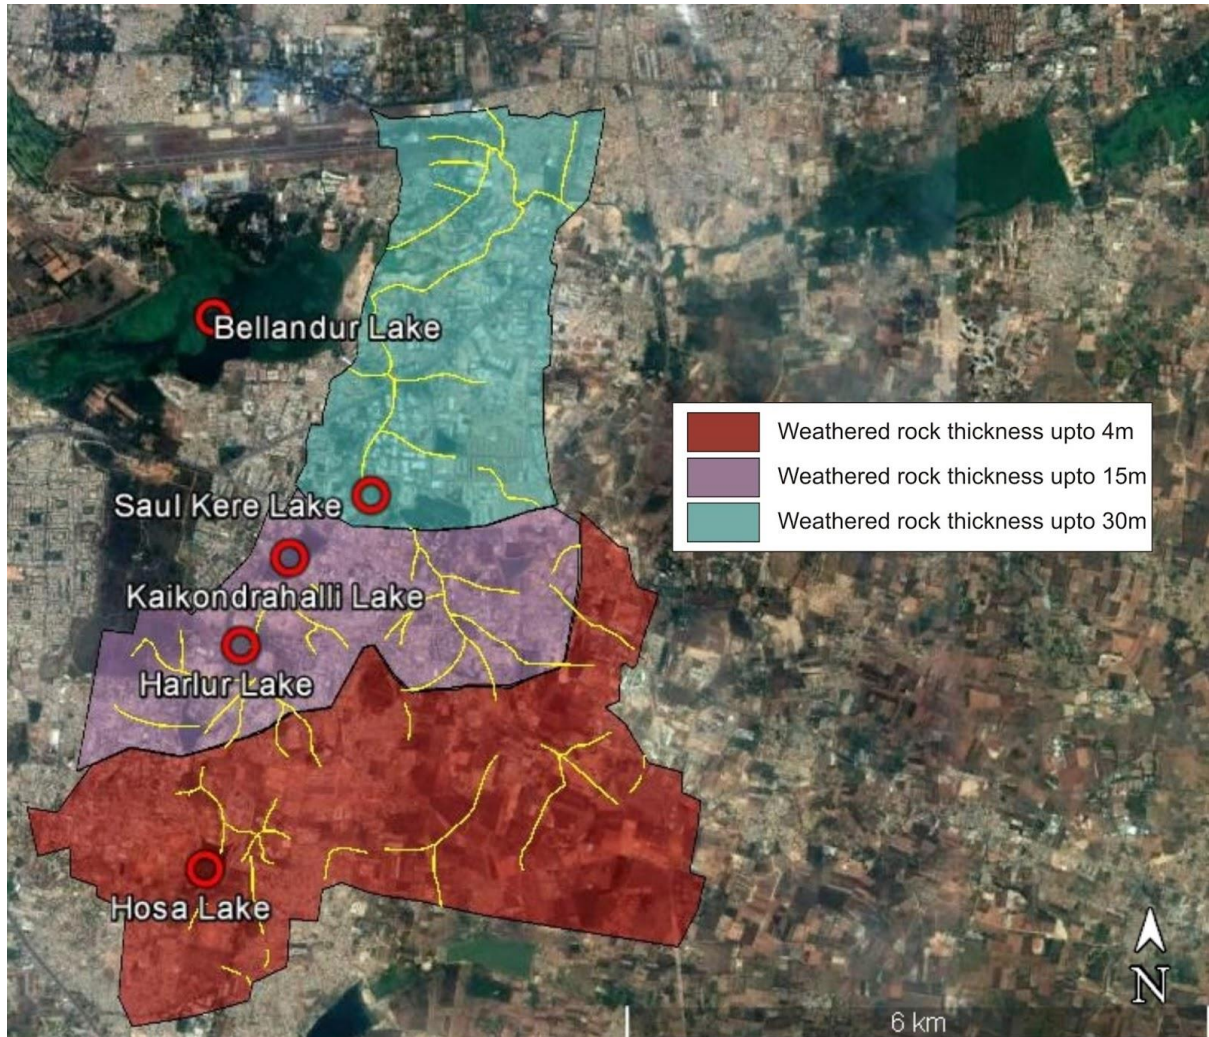 Bellandur Lake
Weathered rock thickness upto 4m
Weathered rock thickness upto 15m
Weathered rock thickness upto 30m
Saul Kere Lake
Kaikondrahalli Lake
Harlur Lake
Hosa Lake
N
6 km